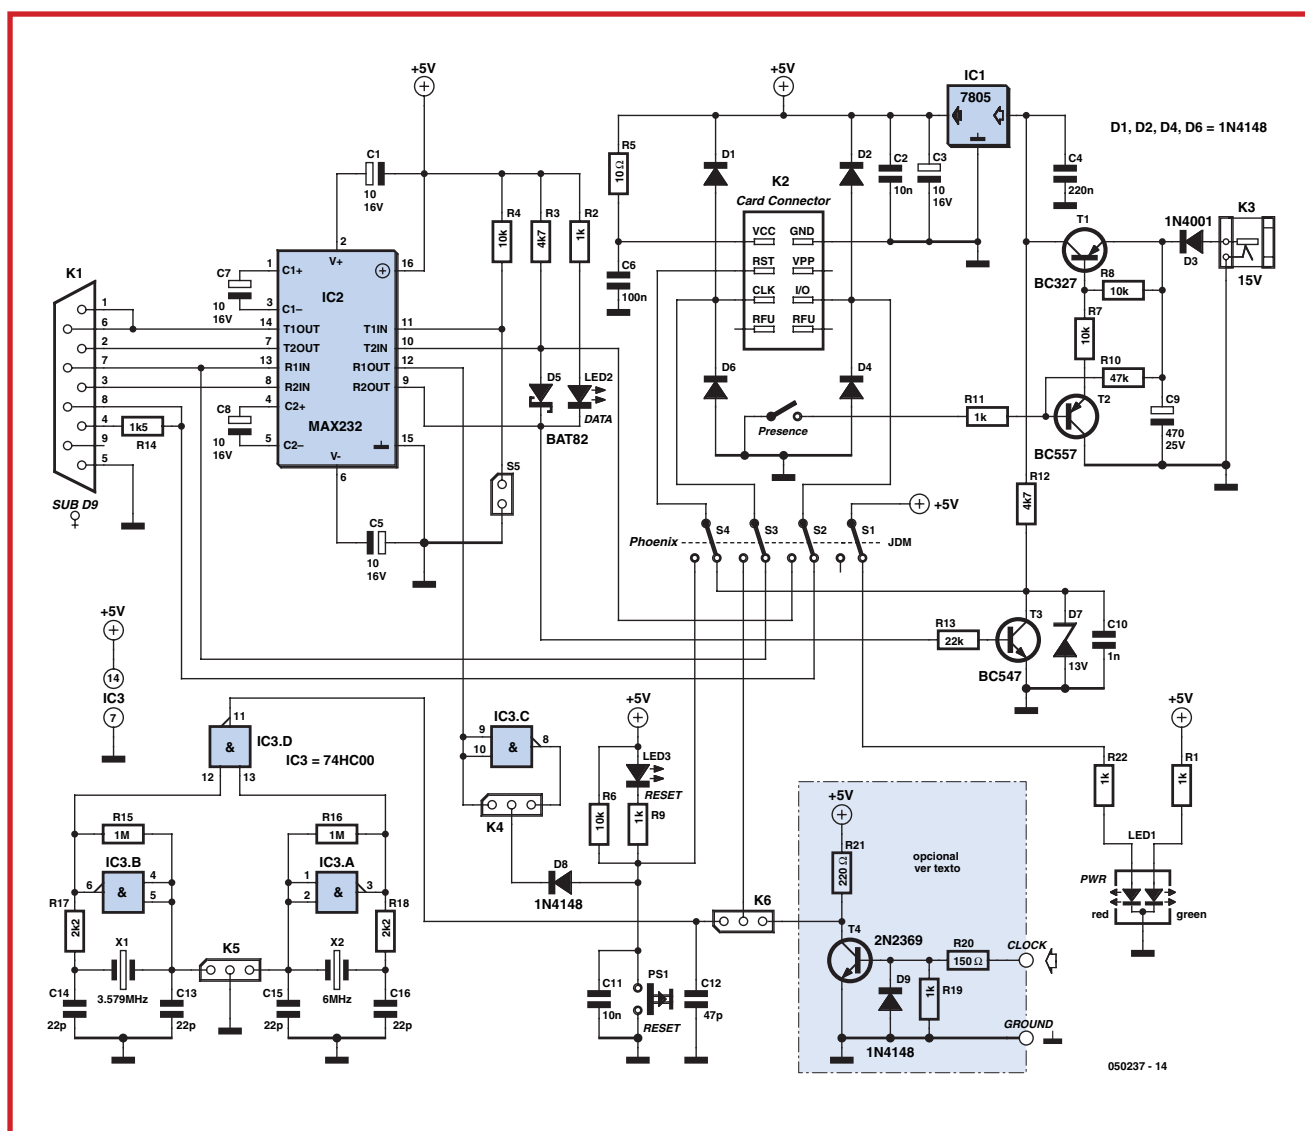 +5V
+5V
IC1
7805
D1, D2, D4, D6 = 1N4148
C1
10
16V
R5
10Ω
D1
D2
C2
10n
C3
10
16V
C4
220n
K2
Card Connector
VCC
GND
RST
VPP
CLK
I/O
RFU
RFU
R4
10k
R3
4k7
R2
1k
T1
BC327
1N4001
D3
K3
15V
R8
10k
R7
10k
R10
47k
T2
BC557
C9
470
25V
C6
100n
K1
1
6
2
7
3
8
4
9
5
SUB D9
1k5
R14
C7
10
16V
C8
10
16V
2
V+
1
C1+
16
IC2
3
C1–
14
T1OUT
T1IN
11
7
T2OUT
T2IN
10
13
R1IN
R1OUT
12
8
R2IN
R2OUT
9
4
C2+
MAX232
5
C2–
15
V-
6
D5
BAT82
LED2
DATA
D6
D4
Presence
R11
1k
S5
C5
10
16V
R12
4k7
+5V
Phoenix
S4
S3
S2
S1
JDM
R13
22k
T3
BC547
D7
13V
C10
1n
+5V
14
IC3
7
11
IC3.D
&
12
13
IC3 = 74HC00
9
10
IC3.C
&
8
K4
+5V
LED3
RESET
R6
10k
R9
1k
D8
1N4148
+5V
R22
1k
R1
1k
LED1
PWR
red
green
R15
1M
IC3.B
6
&
4
5
R16
1M
IC3.A
1
2
&
3
R17
2k2
R18
2k2
X1
3.579MHz
K5
X2
6MHz
C14
22p
C13
22p
C15
22p
C16
22p
C11
10n
PS1
RESET
C12
47p
K6
+5V
R21
220 Ω
opcional
ver texto
T4
2N2369
R20
150 Ω
CLOCK
D9
1N4148
R19
1k
GROUND
050237 - 14